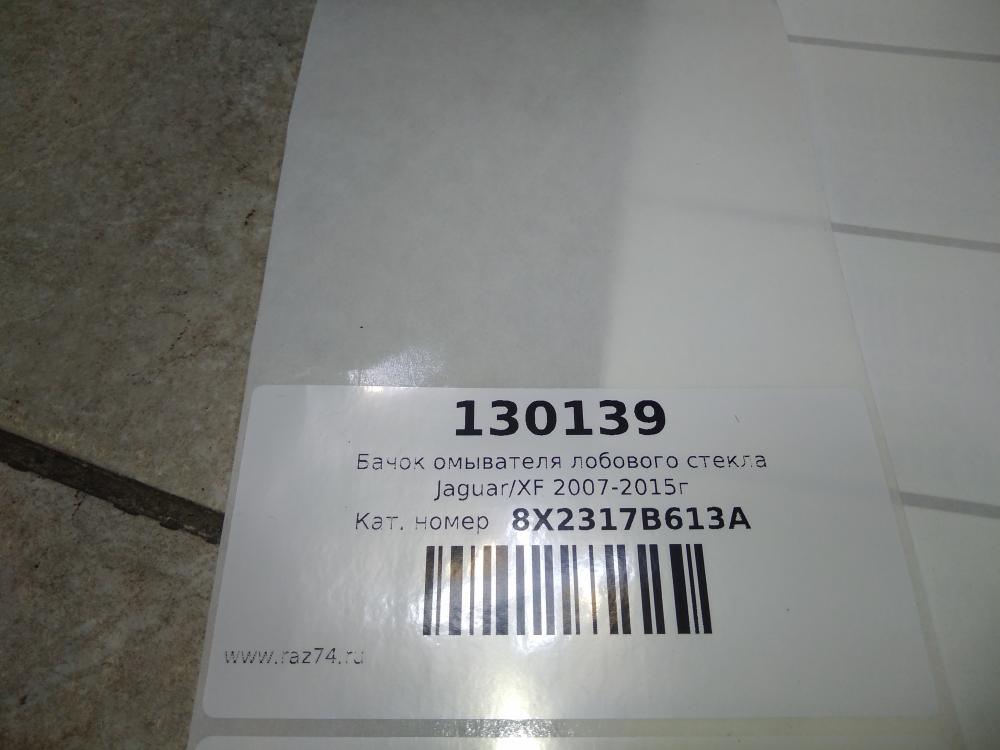 130139
Бачок омывателя лобового стекла
Jaguar/XF 2007-2015г
Кат. номер 8X2317B613A
www.raz74.ru